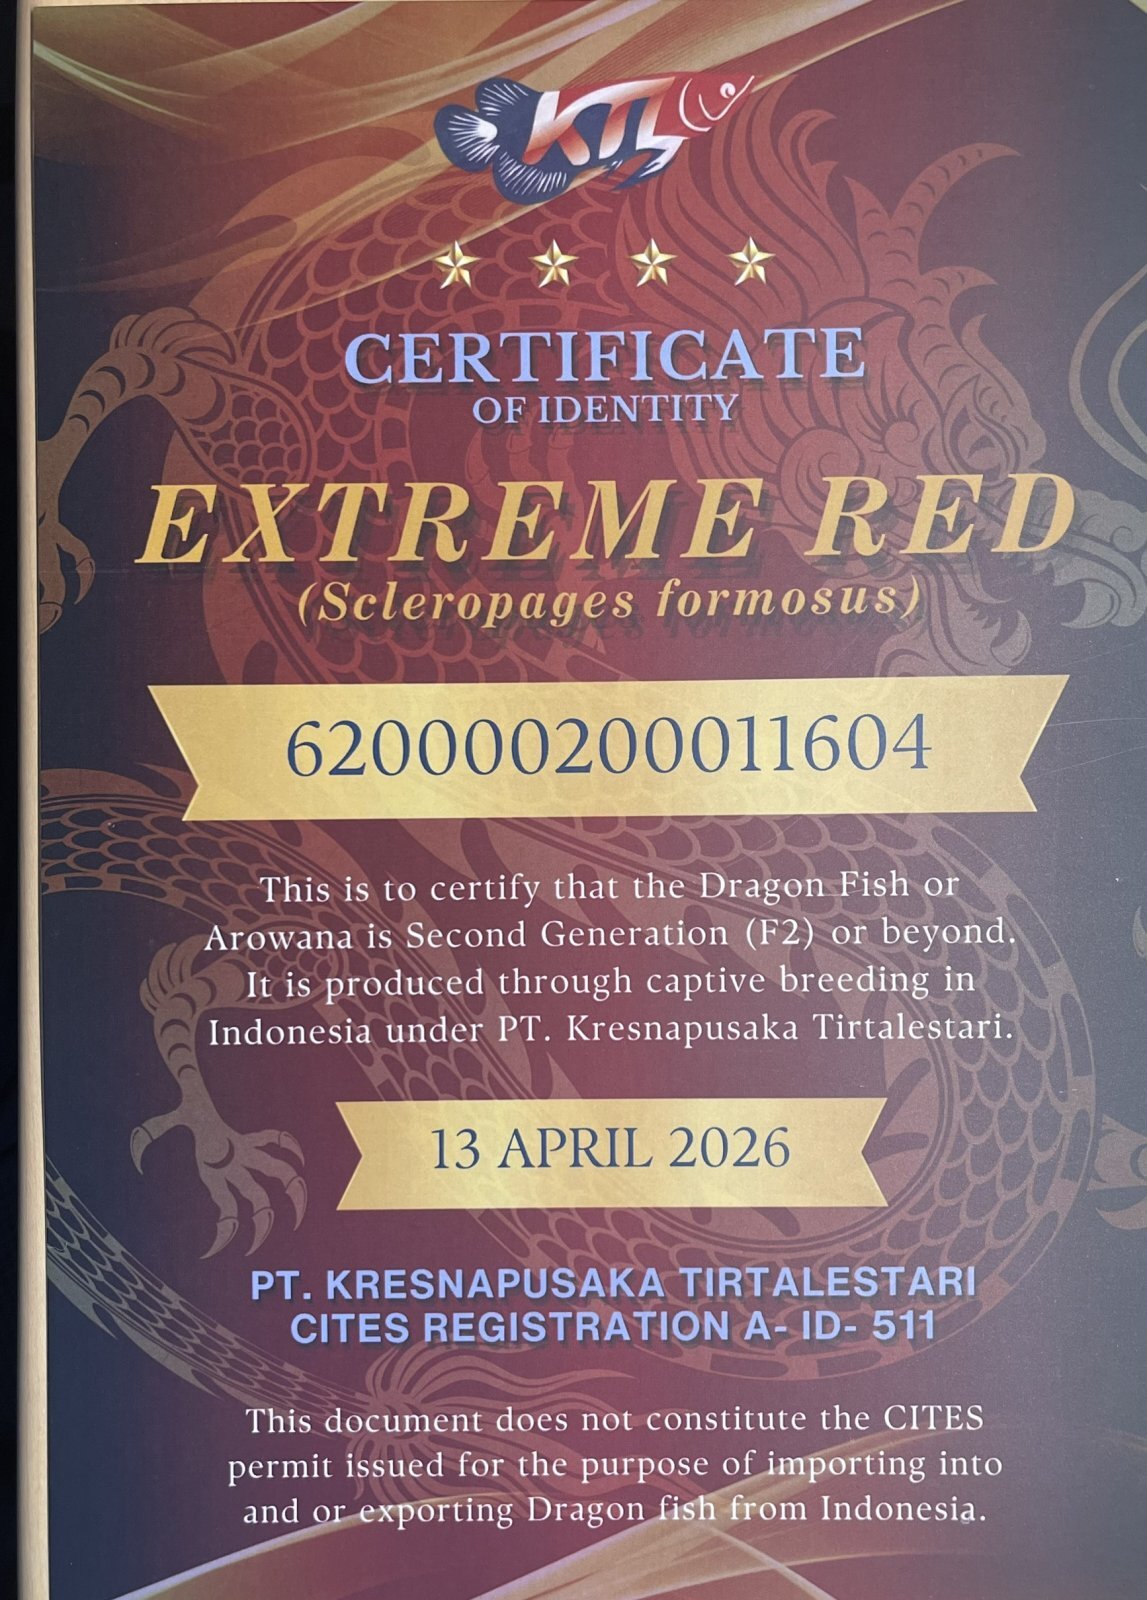 KTL
CERTIFICATE
OF IDENTITY
EXTREME RED
(Scleropages formosus)
620000200011604
This is to certify that the Dragon Fish or
Arowana is Second Generation (F2) or beyond.
It is produced through captive breeding in
Indonesia under PT. Kresnapusaka Tirtalestari.
13 APRIL 2026
PT. KRESNAPUSAKA TIRTALESTARI
CITES REGISTRATION A- ID- 511
This document does not constitute the CITES
permit issued for the purpose of importing into
and or exporting Dragon fish from Indonesia.